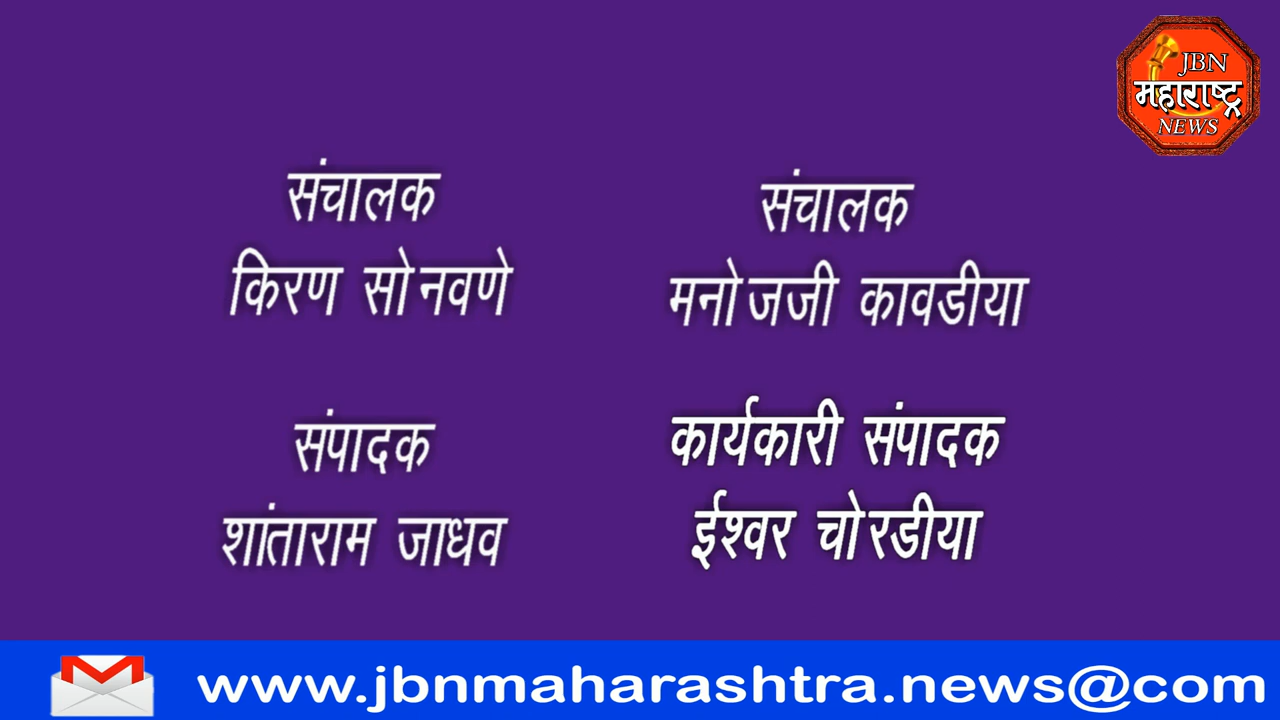 JBN
महाराष्ट्र
NEWS
संचालक
किरण सोनवणे
संचालक
मनोजजी कावडीया
संपादक
शांताराम जाधव
कार्यकारी संपादक
ईश्वर चोरडीया
www.jbnmaharashtra.news@com